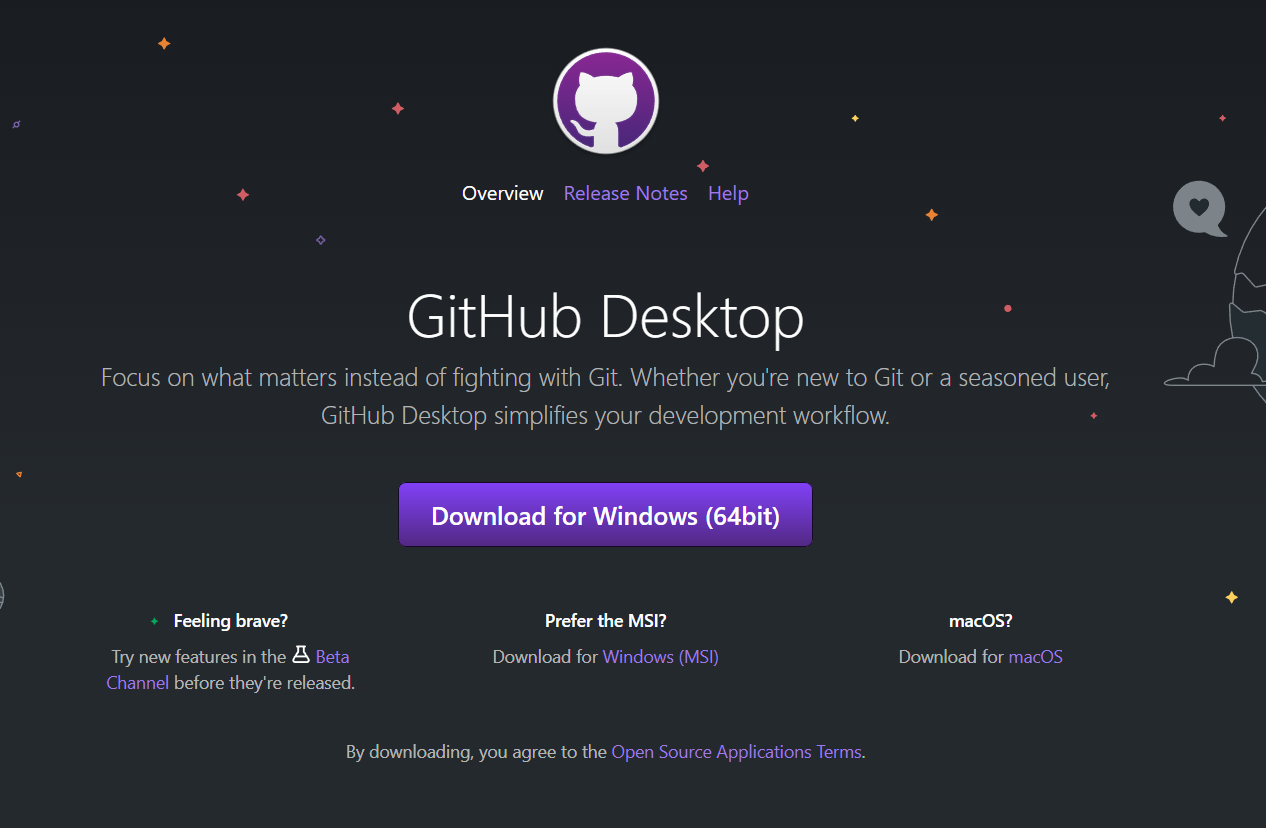 Overview Release Notes Help
GitHub Desktop
Focus on what matters instead of fighting with Git. Whether you're new to Git or a seasoned user,
GitHub Desktop simplifies your development workflow.
Download for Windows (64bit)
Feeling brave?
Try new features in the Beta
Channel before they're released.
Prefer the MSI?
Download for Windows (MSI)
macOS?
Download for macOS
By downloading, you agree to the Open Source Applications Terms.